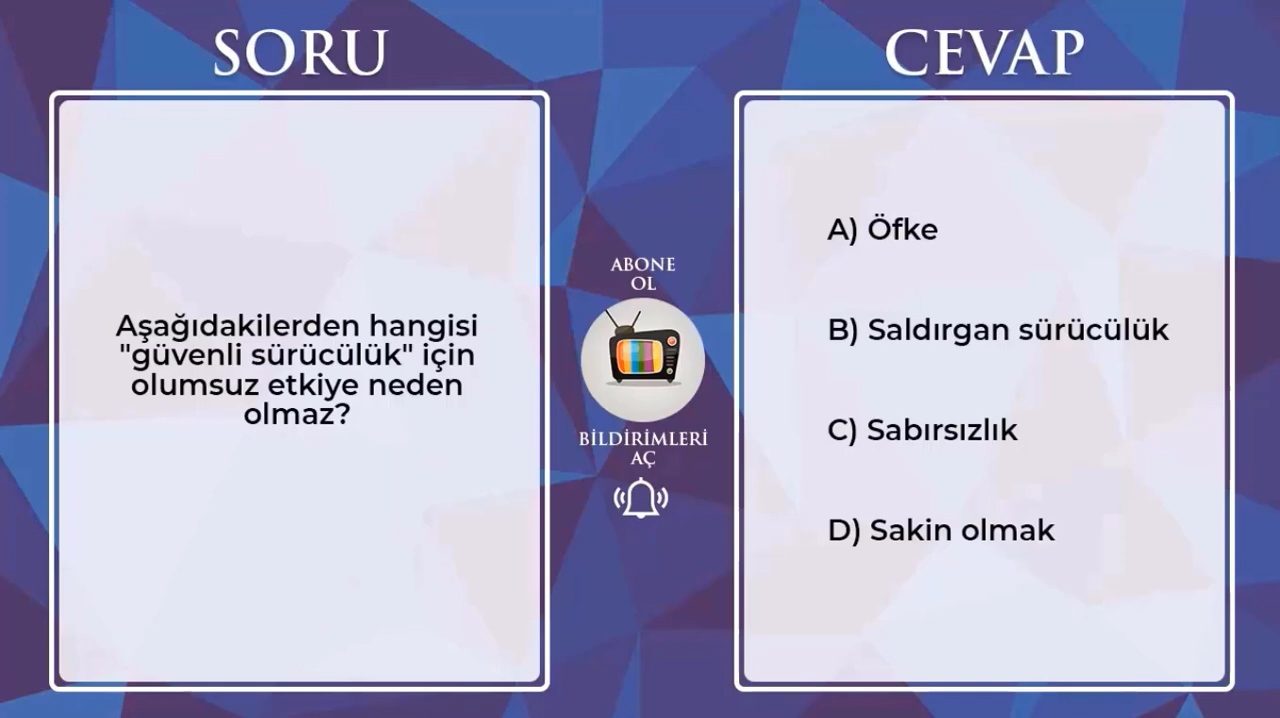 SORU
Aşağıdakilerden hangisi
"güvenli sürücülük" için
olumsuz etkiye neden
olmaz?
ABONE
OL
BİLDİRİMLERİ
AÇ
CEVAP
A) Öfke
B) Saldırgan sürücülük
C) Sabırsızlık
D) Sakin olmak